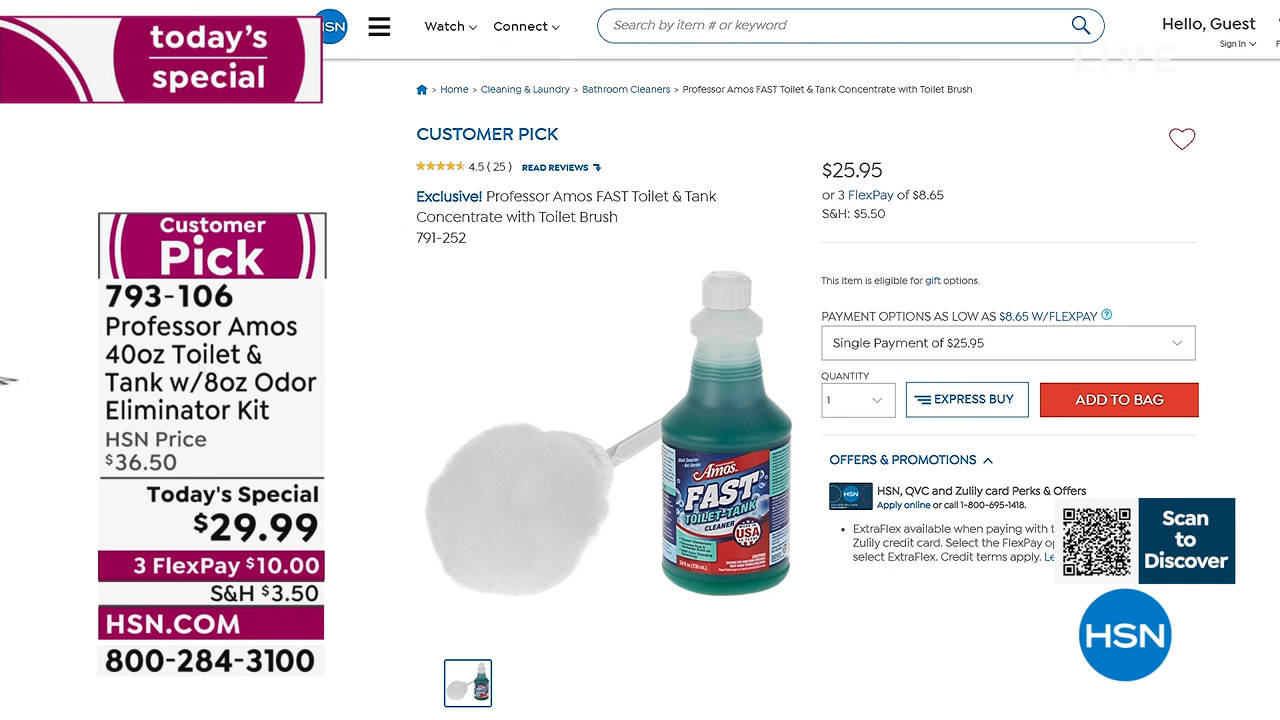 today's
special
Customer
Pick
793-106
Professor Amos
40oz Toilet &
Tank w/8oz Odor
Eliminator Kit
HSN Price
$36.50
Today's Special
$29.99
3 FlexPay $10.00
S&H $3.50
HSN.COM
800-284-3100
HSN
Watch
Connect
Search by item # or keyword
Hello, Guest
Sign In
LIVE
> Home > Cleaning & Laundry > Bathroom Cleaners > Professor Amos FAST Toilet & Tank Concentrate with Toilet Brush
CUSTOMER PICK
4.5 ( 25 ) READ REVIEWS
Exclusive! Professor Amos FAST Toilet & Tank
Concentrate with Toilet Brush
791-252
Amos.
FAST
TOILET-TANK
CLEANER
USA
$25.95
or 3 FlexPay of $8.65
S&H: $5.50
This item is eligible for gift options.
PAYMENT OPTIONS AS LOW AS $8.65 W/FLEXPAY ?
Single Payment of $25.95
QUANTITY
1
EXPRESS BUY
ADD TO BAG
OFFERS & PROMOTIONS
HSN
HSN, QVC and Zulily card Perks & Offers
Apply online or call 1-800-695-1418.
• ExtraFlex available when paying with
Zulily credit card. Select the FlexPay
select ExtraFlex. Credit terms apply.
Scan
to
Discover
HSN